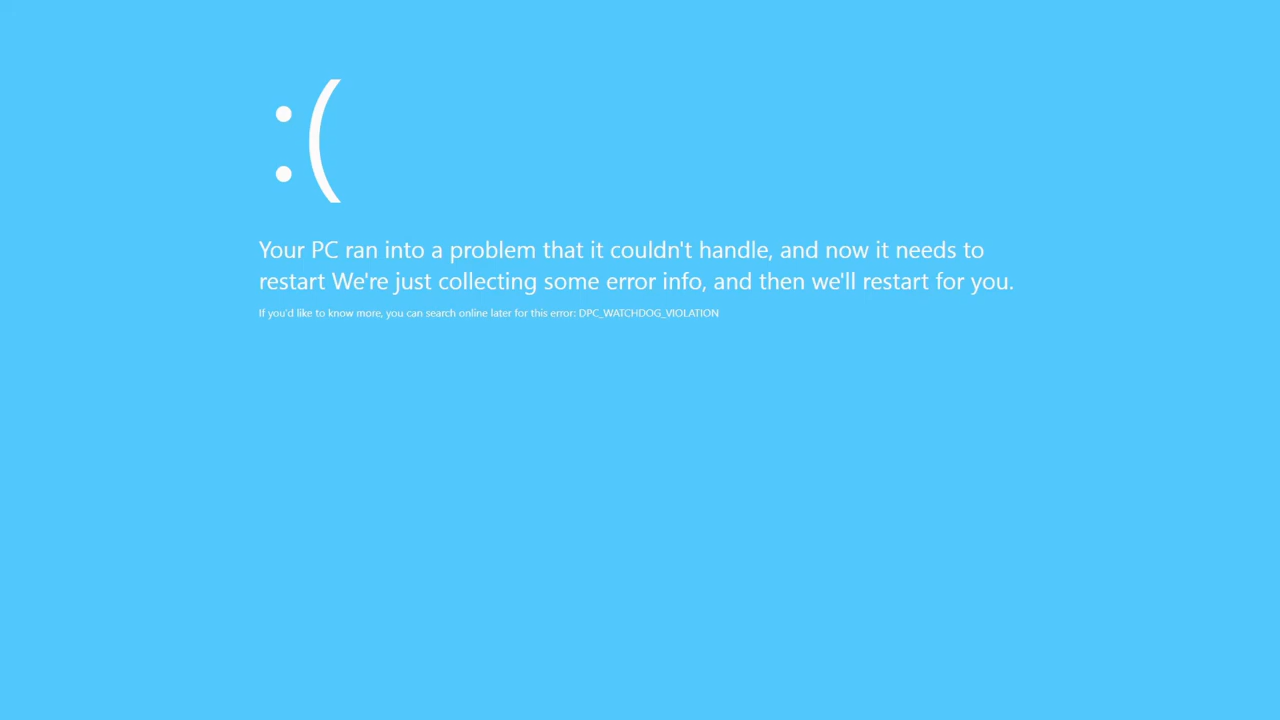 :(
Your PC ran into a problem that it couldn't handle, and now it needs to
restart We're just collecting some error info, and then we'll restart for you.
If you'd like to know more, you can search online later for this error: DPC_WATCHDOG_VIOLATION